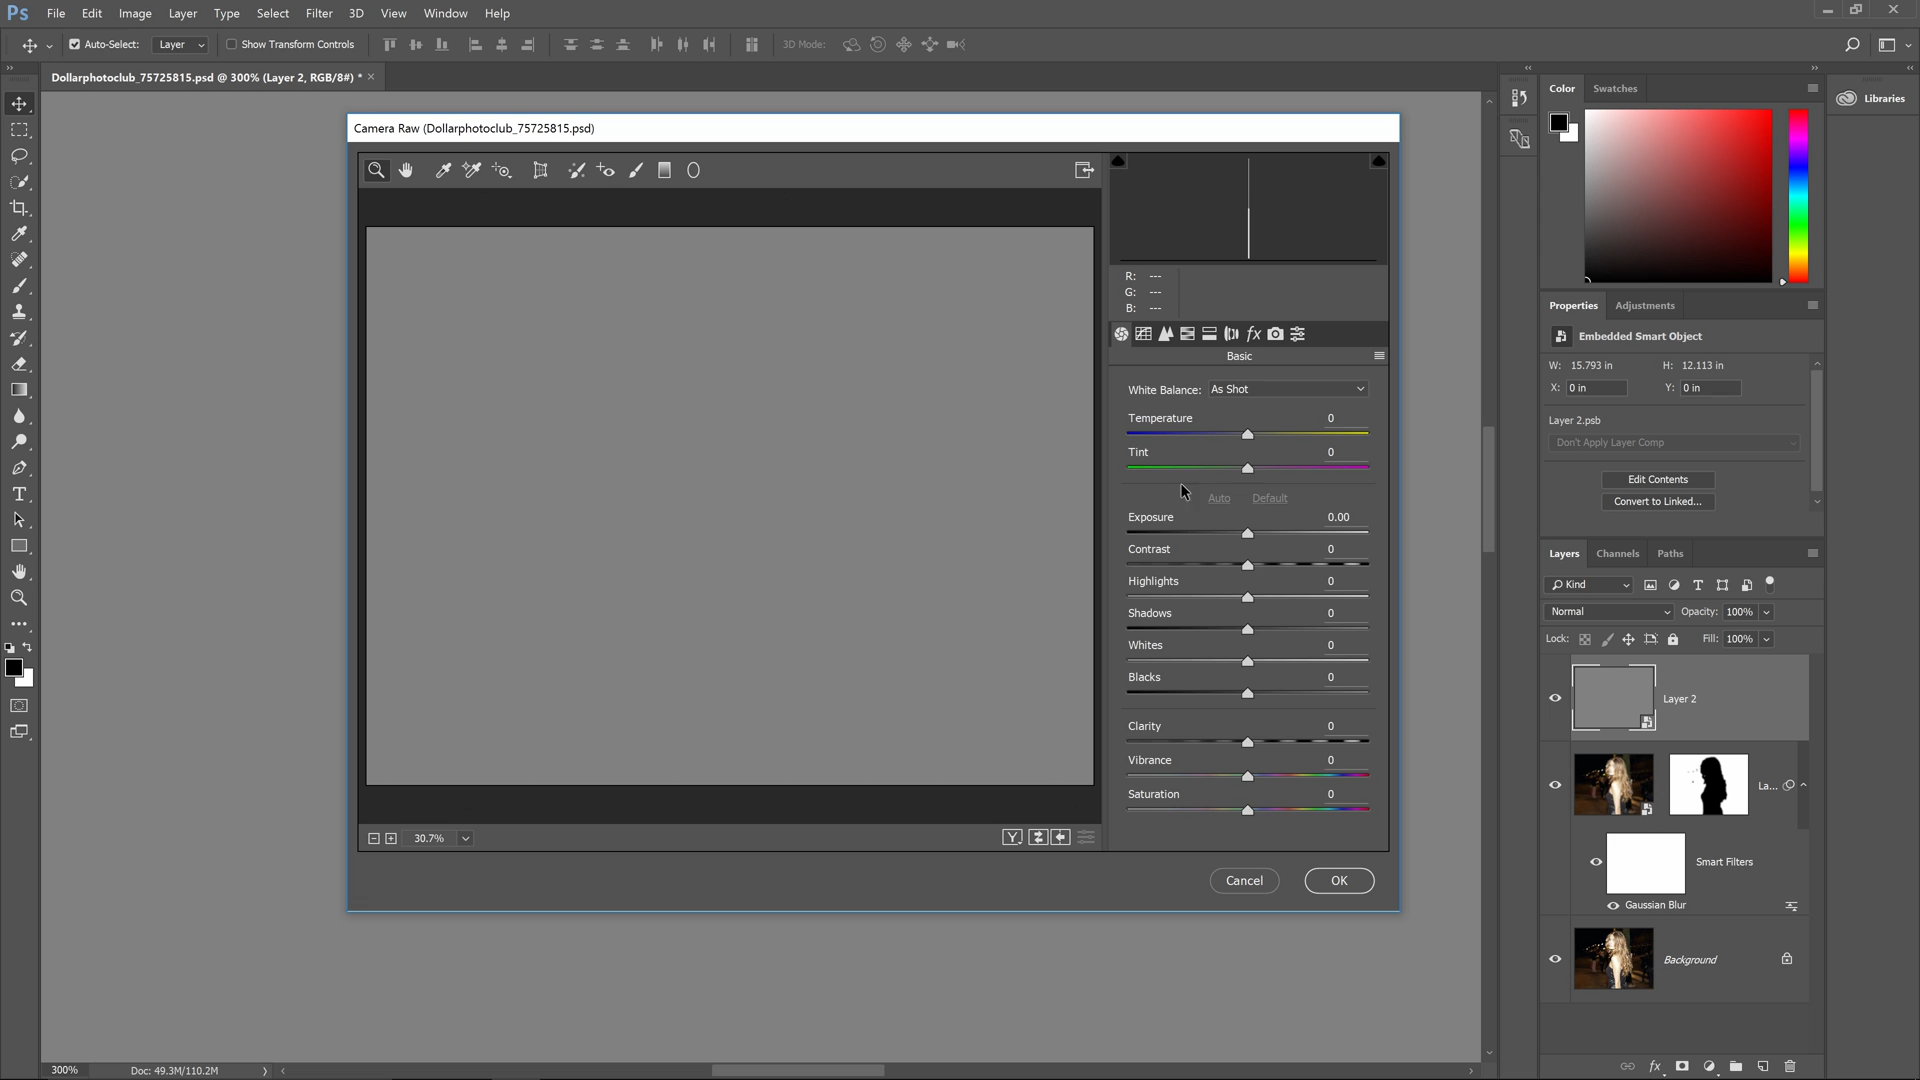 Ps File Edit Image Layer Type Select Filter 3D View Window Help
Auto-Select: Layer Show Transform Controls 3D Mode:
Dollarphotoclub_75725815.psd @ 300% (Layer 2, RGB/8#) *
Camera Raw (Dollarphotoclub_75725815.psd)
R: ---
G: ---
B: ---
fx
Basic
White Balance: As Shot
Temperature 0
Tint 0
Auto Default
Exposure 0.00
Contrast 0
Highlights 0
Shadows 0
Whites 0
Blacks 0
Clarity 0
Vibrance 0
Saturation 0
30.7%
Y
Cancel OK
Color Swatches
Libraries
Properties Adjustments
Embedded Smart Object
W: 15.793 in H: 12.113 in
X: 0 in Y: 0 in
Layer 2.psb
Don't Apply Layer Comp
Edit Contents
Convert to Linked...
Layers Channels Paths
Kind
Normal Opacity: 100%
Lock: Fill: 100%
Layer 2
La...
Smart Filters
Gaussian Blur
Background
fx
300% Doc: 49.3M/110.2M